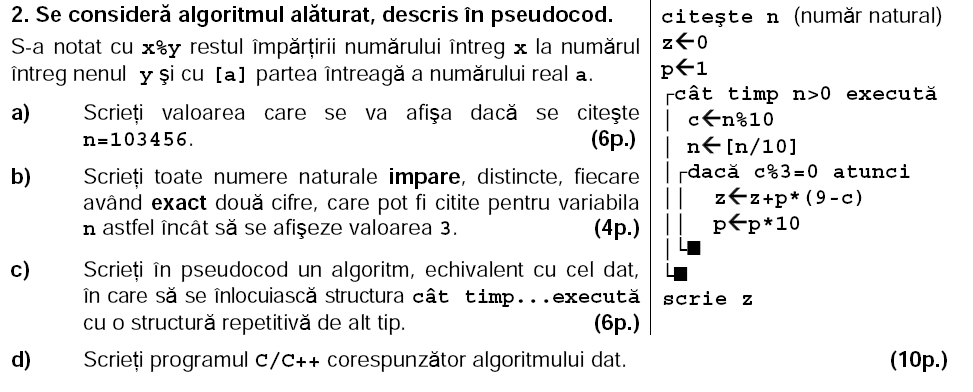 2. Se consideră algoritmul alăturat, descris în pseudocod.
S-a notat cu x%y restul împărţirii numărului întreg x la numărul
întreg nenul y şi cu [a] partea întreagă a numărului real a.
a) Scrieţi valoarea care se va afişa dacă se citeşte
n=103456. (6p.)
b) Scrieţi toate numere naturale impare, distincte, fiecare
având exact două cifre, care pot fi citite pentru variabila
n astfel încât să se afişeze valoarea 3. (4p.)
c) Scrieţi în pseudocod un algoritm, echivalent cu cel dat,
în care să se înlocuiască structura cât timp...execută
cu o structură repetitivă de alt tip. (6p.)
d) Scrieţi programul C/C++ corespunzător algoritmului dat. (10p.)
citeşte n (număr natural)
z←0
p←1
┌cât timp n>0 execută
│ c←n%10
│ n←[n/10]
│┌dacă c%3=0 atunci
││ z←z+p*(9-c)
││ p←p*10
│└■
└■
scrie z